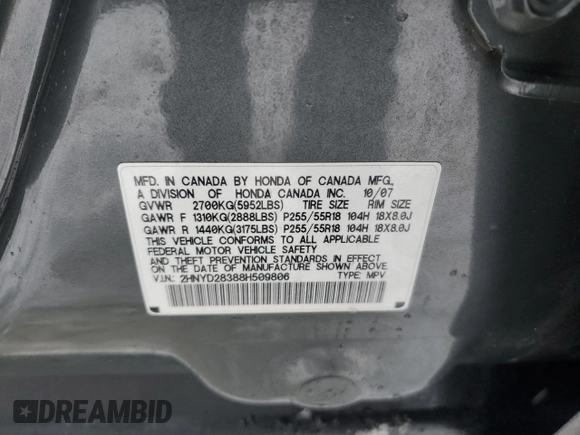 MFD. IN CANADA BY HONDA OF CANADA MFG.,
A DIVISION OF HONDA CANADA INC. 10/07
GVWR 2700KG(5952LBS) TIRE SIZE RIM SIZE
GAWR F 1310KG(2888LBS) P255/55R18 104H 18X8.0J
GAWR R 1440KG(3175LBS) P255/55R18 104H 18X8.0J
THIS VEHICLE CONFORMS TO ALL APPLICABLE
FEDERAL MOTOR VEHICLE SAFETY
AND THEFT PREVENTION STANDARDS IN EFFECT
ON THE DATE OF MANUFACTURE SHOWN ABOVE.
V.I.N.: 2HNYD28388H509806 TYPE: MPV
DREAMBID